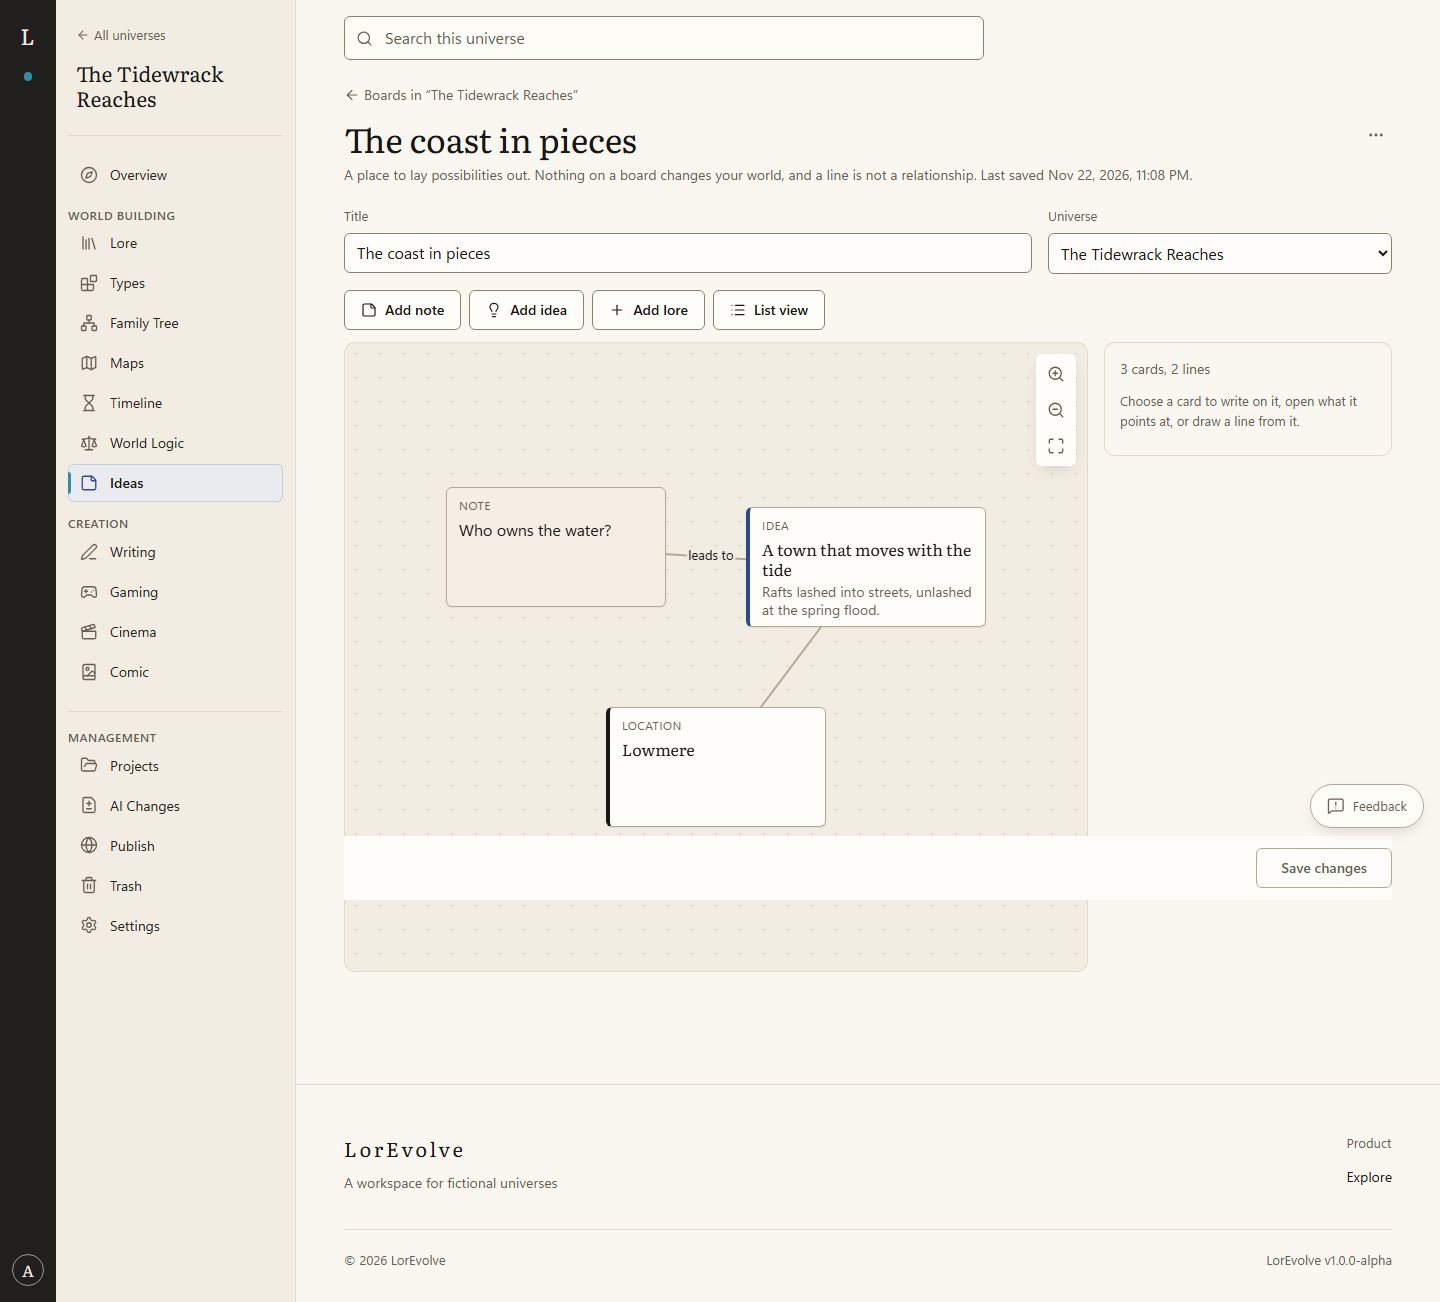 L
All universes
The Tidewrack
Reaches
Overview
WORLD BUILDING
Lore
Types
Family Tree
Maps
Timeline
World Logic
Ideas
CREATION
Writing
Gaming
Cinema
Comic
MANAGEMENT
Projects
AI Changes
Publish
Trash
Settings
A
Search this universe
Boards in “The Tidewrack Reaches”
The coast in pieces
A place to lay possibilities out. Nothing on a board changes your world, and a line is not a relationship. Last saved Nov 22, 2026, 11:08 PM.
Title
Universe
The coast in pieces
The Tidewrack Reaches
Add note
Add idea
Add lore
List view
3 cards, 2 lines
Choose a card to write on it, open what it
points at, or draw a line from it.
NOTE
Who owns the water?
leads to
IDEA
A town that moves with the
tide
Rafts lashed into streets, unlashed
at the spring flood.
LOCATION
Lowmere
Feedback
Save changes
LorEvolve
A workspace for fictional universes
Product
Explore
© 2026 LorEvolve
LorEvolve v1.0.0-alpha